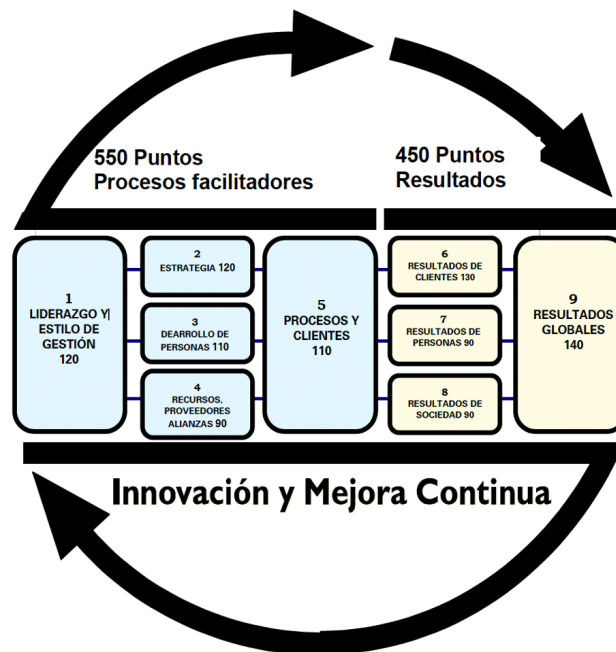 550 Puntos
Procesos facilitadores
450 Puntos
Resultados
1
LIDERAZGO Y
ESTILO DE
GESTIÓN
120
2
ESTRATEGIA 120
3
DEARROLLO DE
PERSONAS 110
4
RECURSOS,
PROVEEDORES
ALIANZAS 90
5
PROCESOS Y
CLIENTES
110
6
RESULTADOS DE
CLIENTES 130
7
RESULTADOS DE
PERSONAS 90
8
RESULTADOS DE
SOCIEDAD 90
9
RESULTADOS
GLOBALES
140
Innovación y Mejora Continua